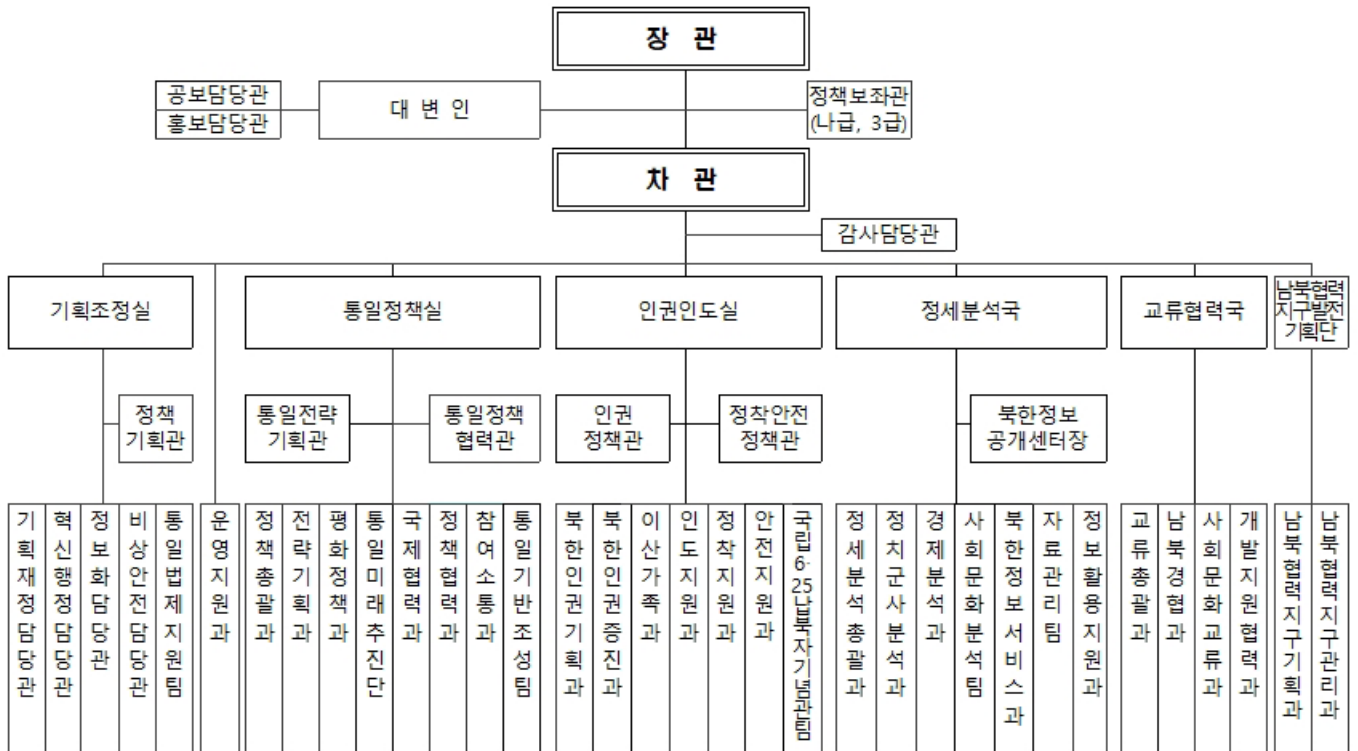 장 관
공보담당관
홍보담당관
대 변 인
정책보좌관
(나급, 3급)
차 관
감사담당관
기획조정실
통일정책실
인권인도실
정세분석국
교류협력국
남북협력
지구발전
기획단
정책
기획관
통일전략
기획관
통일정책
협력관
인권
정책관
정착안전
정책관
북한정보
공개센터장
기획재정담당관
혁신행정담당관
정보화담당관
비상안전담당관
통일법제지원팀
운영지원과
정책총괄과
전략기획과
평화정책과
통일미래추진단
국제협력과
정책협력과
참여소통과
통일기반조성팀
북한인권기획과
북한인권증진과
이산가족과
인도지원과
정착지원과
안전지원과
국립6·25납북자기념관팀
정세분석총괄과
정치군사분석과
경제분석과
사회문화분석팀
북한정보서비스과
자료관리팀
정보활용지원과
교류총괄과
남북경협과
사회문화교류과
개발지원협력과
남북협력지구기획과
남북협력지구관리과